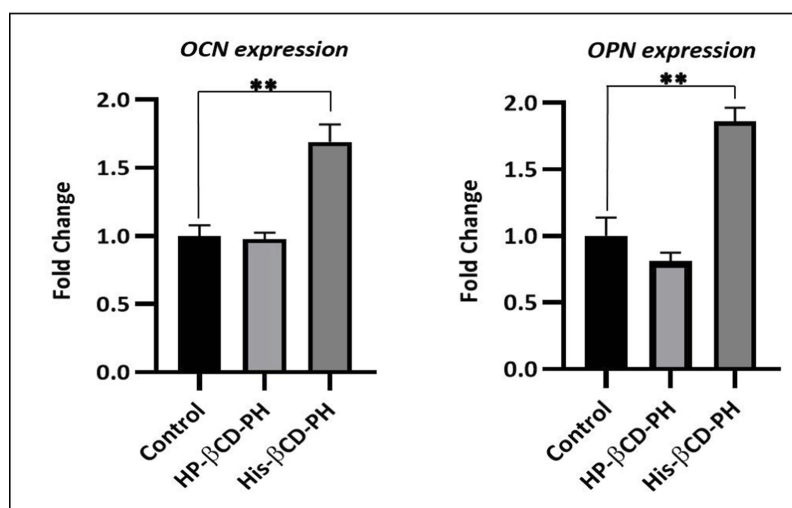 OCN expression
**
2.0
1.5
1.0
0.5
0.0
Fold Change
Control
HP-βCD-PH
His-βCD-PH
OPN expression
**
2.0
1.5
1.0
0.5
0.0
Fold Change
Control
HP-βCD-PH
His-βCD-PH